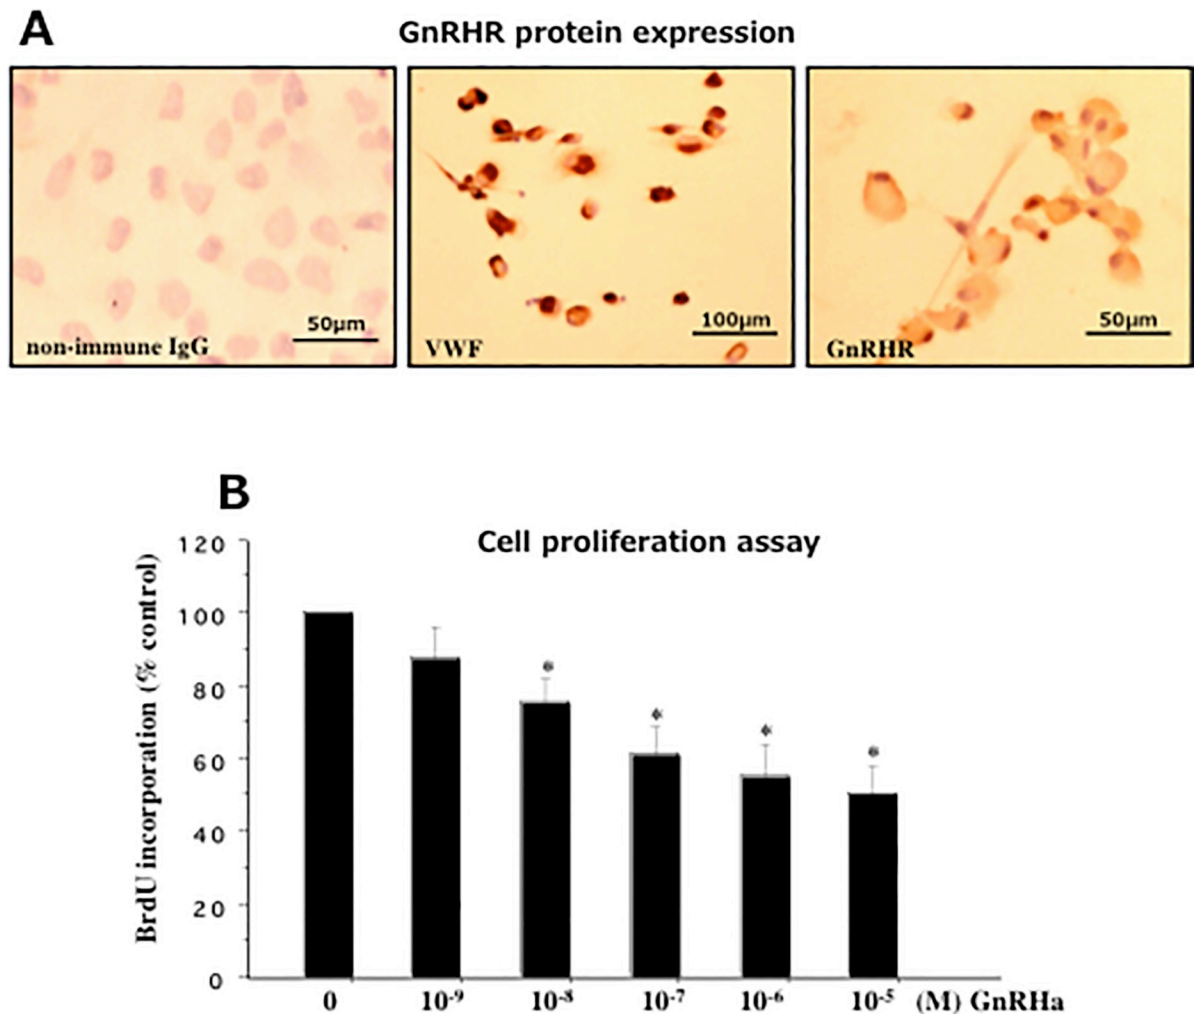 A
GnRHR protein expression
50µm
non-immune IgG
100µm
VWF
50µm
GnRHR
B
Cell proliferation assay
BrdU incorporation (% control)
120
100
80
60
40
20
0
* * * *
0 10⁻⁹ 10⁻⁸ 10⁻⁷ 10⁻⁶ 10⁻⁵ (M) GnRHa